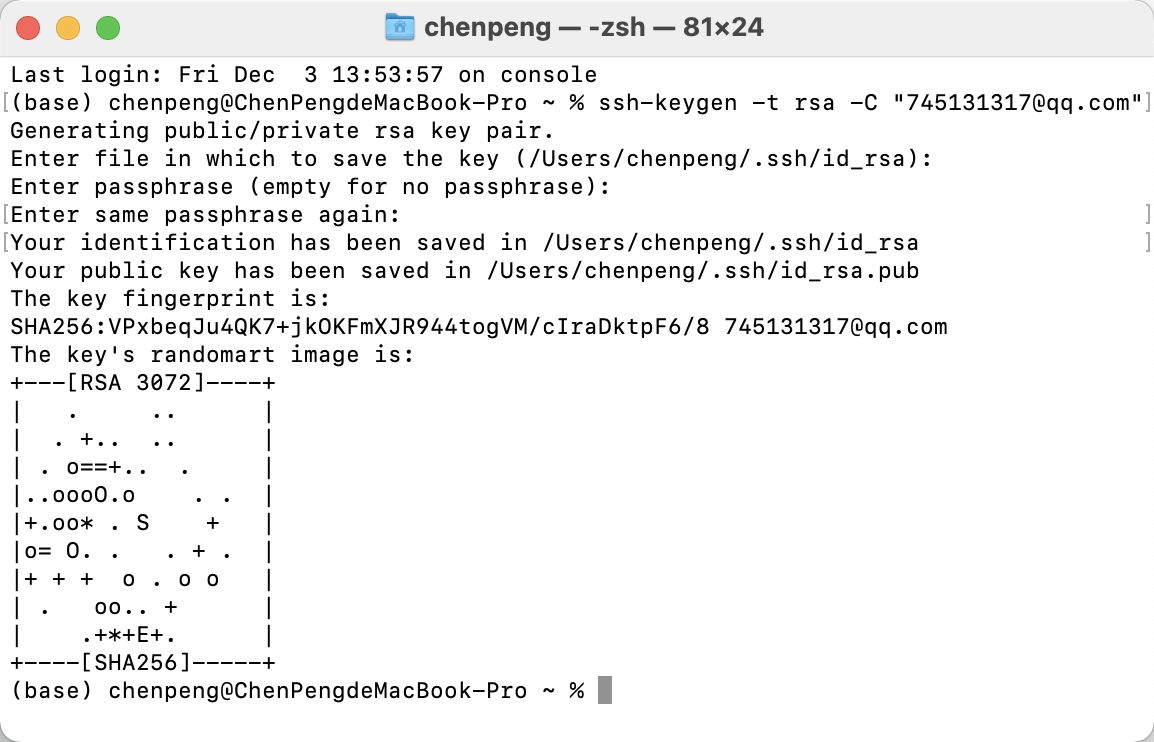 chenpeng — -zsh — 81×24
Last login: Fri Dec  3 13:53:57 on console
[(base) chenpeng@ChenPengdeMacBook-Pro ~ % ssh-keygen -t rsa -C "745131317@qq.com"]
Generating public/private rsa key pair.
Enter file in which to save the key (/Users/chenpeng/.ssh/id_rsa):
Enter passphrase (empty for no passphrase):
[Enter same passphrase again: ]
[Your identification has been saved in /Users/chenpeng/.ssh/id_rsa ]
Your public key has been saved in /Users/chenpeng/.ssh/id_rsa.pub
The key fingerprint is:
SHA256:VPxbeqJu4QK7+jkOKFmXJR944togVM/cIraDktpF6/8 745131317@qq.com
The key's randomart image is:
+---[RSA 3072]----+
|   .     ..      |
|  . +..  ..      |
| . o==+..  .     |
|..oooO.o    . .  |
|+.oo* . S    +   |
|o= O. .   . + .  |
|+ + +  o . o o   |
| .   oo.. +      |
|    .+*+E+.      |
+----[SHA256]-----+
(base) chenpeng@ChenPengdeMacBook-Pro ~ %